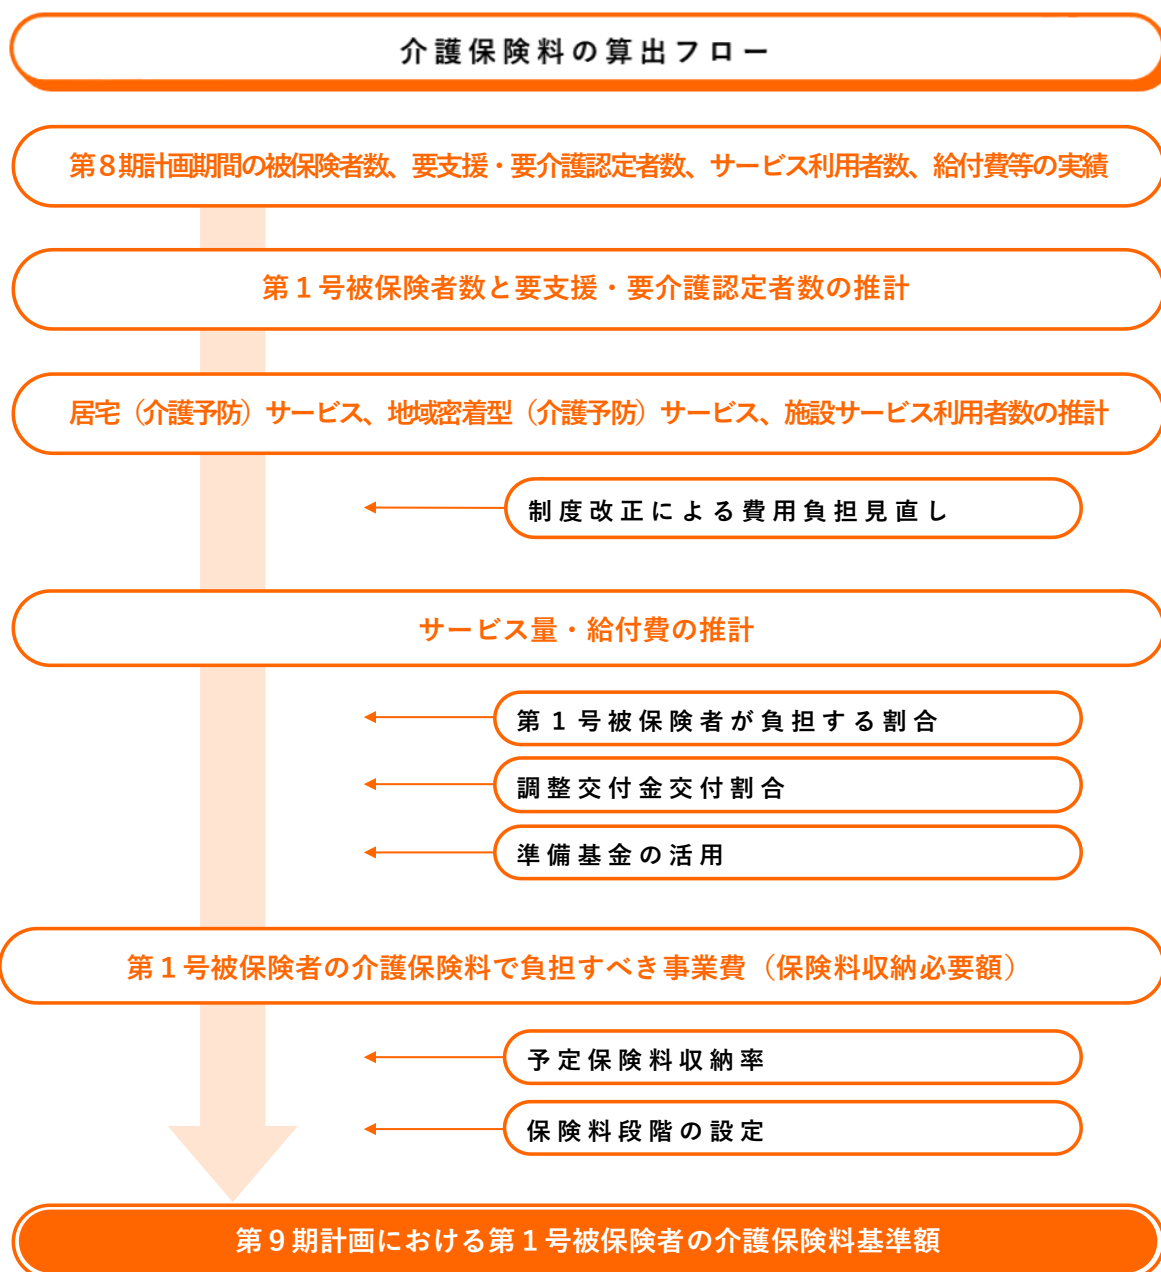 介護保険料の算出フロー
第８期計画期間の被保険者数、要支援・要介護認定者数、サービス利用者数、給付費等の実績
第１号被保険者数と要支援・要介護認定者数の推計
居宅（介護予防）サービス、地域密着型（介護予防）サービス、施設サービス利用者数の推計
制度改正による費用負担見直し
サービス量・給付費の推計
第１号被保険者が負担する割合
調整交付金交付割合
準備基金の活用
第１号被保険者の介護保険料で負担すべき事業費（保険料収納必要額）
予定保険料収納率
保険料段階の設定
第９期計画における第１号被保険者の介護保険料基準額